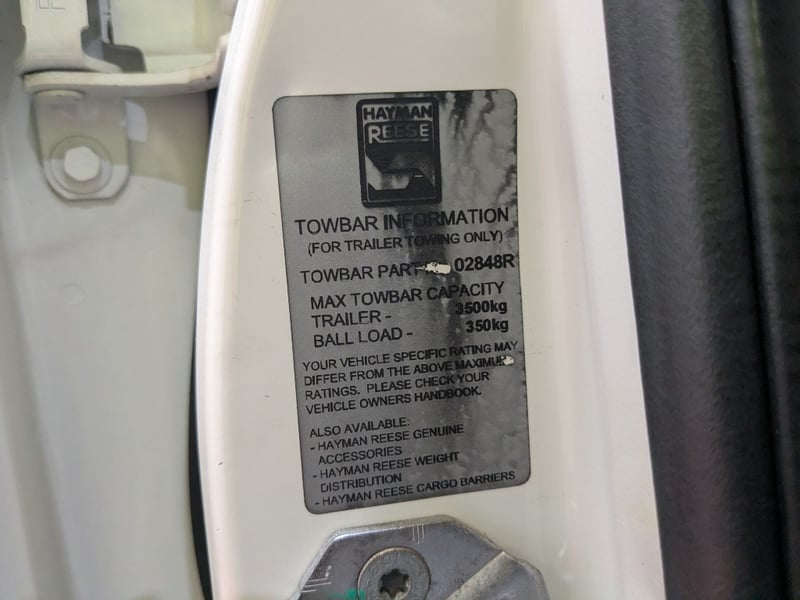 HAYMAN
REESE
TOWBAR INFORMATION
(FOR TRAILER TOWING ONLY)
TOWBAR PART 02848R
MAX TOWBAR CAPACITY
TRAILER - 3500kg
BALL LOAD - 350kg
YOUR VEHICLE SPECIFIC RATING MAY
DIFFER FROM THE ABOVE MAXIMUM
RATINGS. PLEASE CHECK YOUR
VEHICLE OWNERS HANDBOOK.
ALSO AVAILABLE:
- HAYMAN REESE GENUINE
ACCESSORIES
- HAYMAN REESE WEIGHT
DISTRIBUTION
- HAYMAN REESE CARGO BARRIERS